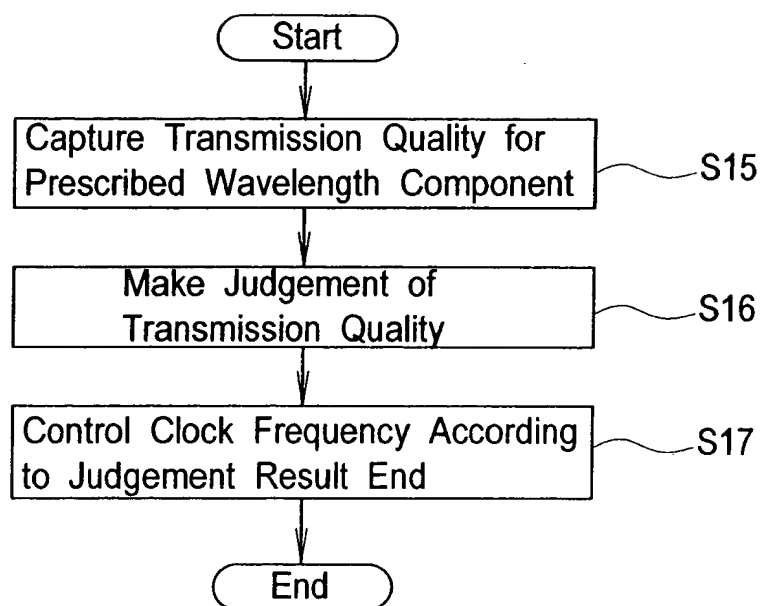 Start
Capture Transmission Quality for
Prescribed Wavelength Component
S15
Make Judgement of
Transmission Quality
S16
Control Clock Frequency According
to Judgement Result End
S17
End